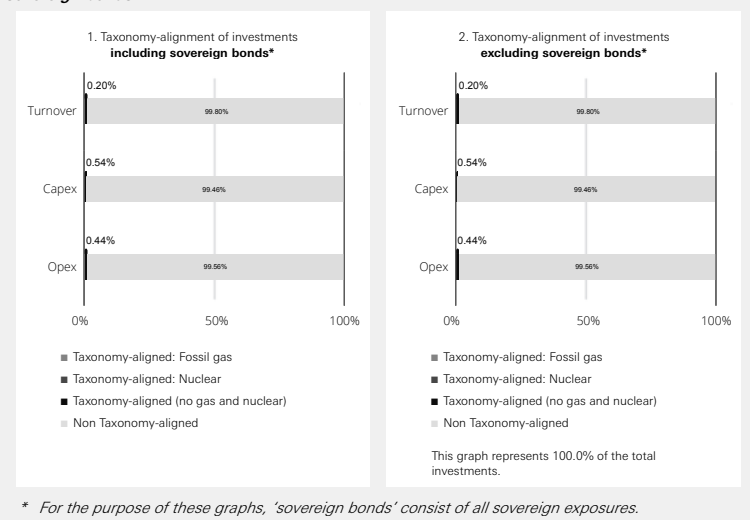 1. Taxonomy-alignment of investments
including sovereign bonds*
0.20%
Turnover
99.80%
0.54%
Capex
99.46%
0.44%
Opex
99.56%
0%
50%
100%
■ Taxonomy-aligned: Fossil gas
■ Taxonomy-aligned: Nuclear
■ Taxonomy-aligned (no gas and nuclear)
■ Non Taxonomy-aligned
2. Taxonomy-alignment of investments
excluding sovereign bonds*
0.20%
Turnover
99.80%
0.54%
Capex
99.46%
0.44%
Opex
99.56%
0%
50%
100%
■ Taxonomy-aligned: Fossil gas
■ Taxonomy-aligned: Nuclear
■ Taxonomy-aligned (no gas and nuclear)
■ Non Taxonomy-aligned
This graph represents 100.0% of the total
investments.
* For the purpose of these graphs, ‘sovereign bonds’ consist of all sovereign exposures.